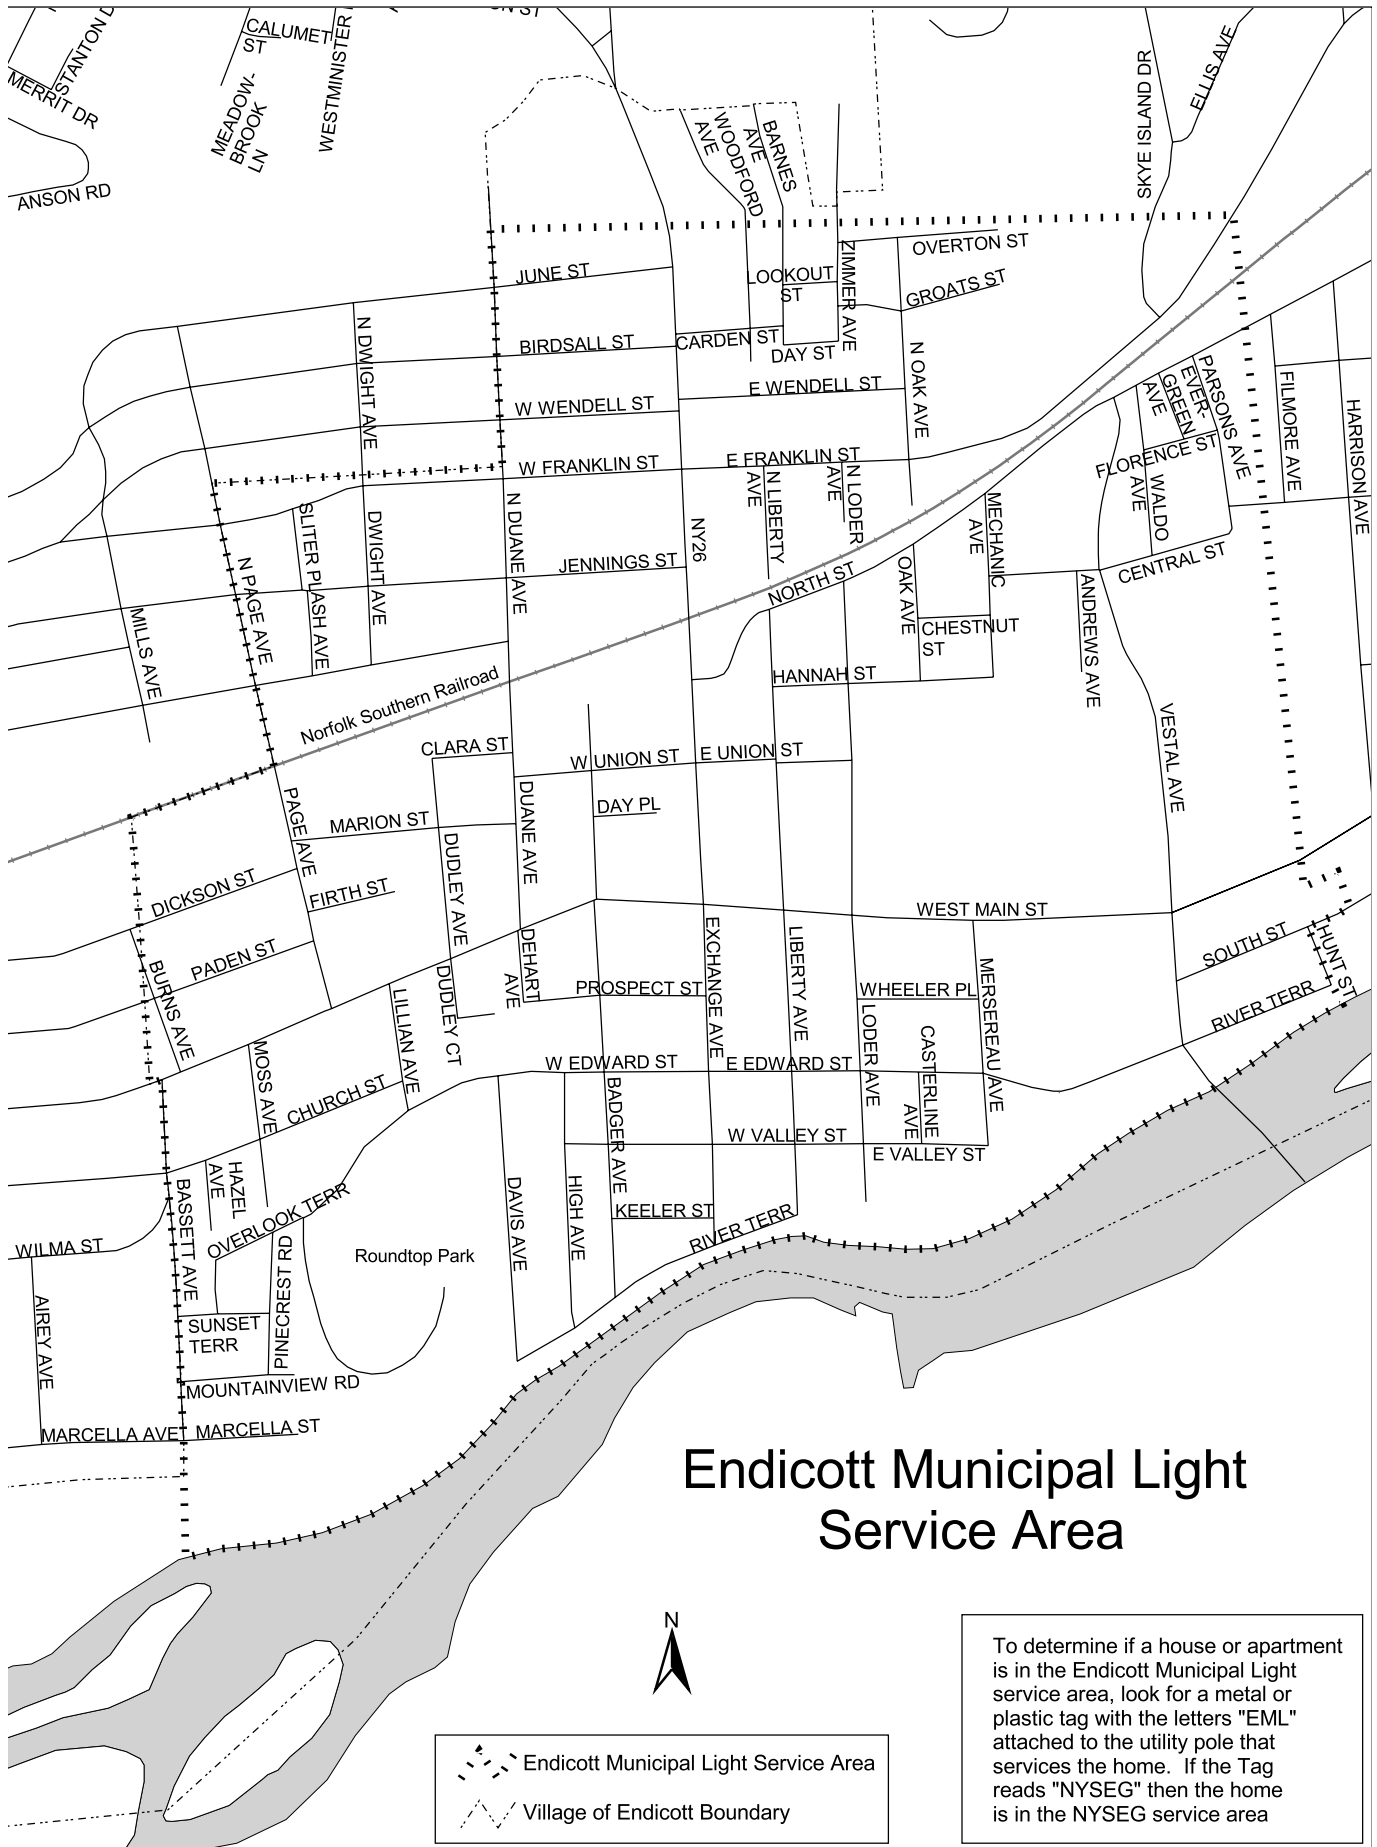 STANTON D
MERRIT DR
ANSON RD
CALUMET
ST
MEADOW-
BROOK
LN
WESTMINISTER
ON ST
WOODFORD
AVE
BARNES
AVE
SKYE ISLAND DR
ELLIS AVE
OVERTON ST
JUNE ST
LOOKOUT
ST
ZIMMER AVE
GROATS ST
N DWIGHT AVE
BIRDSALL ST
CARDEN ST
DAY ST
N OAK AVE
E WENDELL ST
W WENDELL ST
PARSONS AVE
EVER-
GREEN
AVE
FILMORE AVE
HARRISON AVE
FLORENCE ST
W FRANKLIN ST
E FRANKLIN ST
N LIBERTY
AVE
N LODER
AVE
MECHANIC
AVE
WALDO
AVE
SLITER PLASH AVE
DWIGHT AVE
N DUANE AVE
NY26
JENNINGS ST
NORTH ST
OAK AVE
CENTRAL ST
N PAGE AVE
MILLS AVE
CHESTNUT
ST
ANDREWS AVE
HANNAH ST
Norfolk Southern Railroad
VESTAL AVE
CLARA ST
W UNION ST
E UNION ST
PAGE AVE
MARION ST
DUANE AVE
DAY PL
DUDLEY AVE
DICKSON ST
FIRTH ST
WEST MAIN ST
PADEN ST
BURNS AVE
DEHART
AVE
EXCHANGE AVE
LIBERTY AVE
SOUTH ST
HUNT ST
MERSEREAU AVE
DUDLEY CT
PROSPECT ST
WHEELER PL
RIVER TERR
LILLIAN AVE
LODER AVE
CASTERLINE
AVE
MOSS AVE
W EDWARD ST
E EDWARD ST
CHURCH ST
BADGER AVE
W VALLEY ST
E VALLEY ST
HAZEL
AVE
BASSETT AVE
OVERLOOK TERR
DAVIS AVE
HIGH AVE
KEELER ST
RIVER TERR
WILMA ST
PINECREST RD
Roundtop Park
AIREY AVE
SUNSET
TERR
MOUNTAINVIEW RD
MARCELLA AVE
MARCELLA ST
Endicott Municipal Light
Service Area
N
Endicott Municipal Light Service Area
Village of Endicott Boundary
To determine if a house or apartment
is in the Endicott Municipal Light
service area, look for a metal or
plastic tag with the letters "EML"
attached to the utility pole that
services the home.  If the Tag
reads "NYSEG" then the home
is in the NYSEG service area